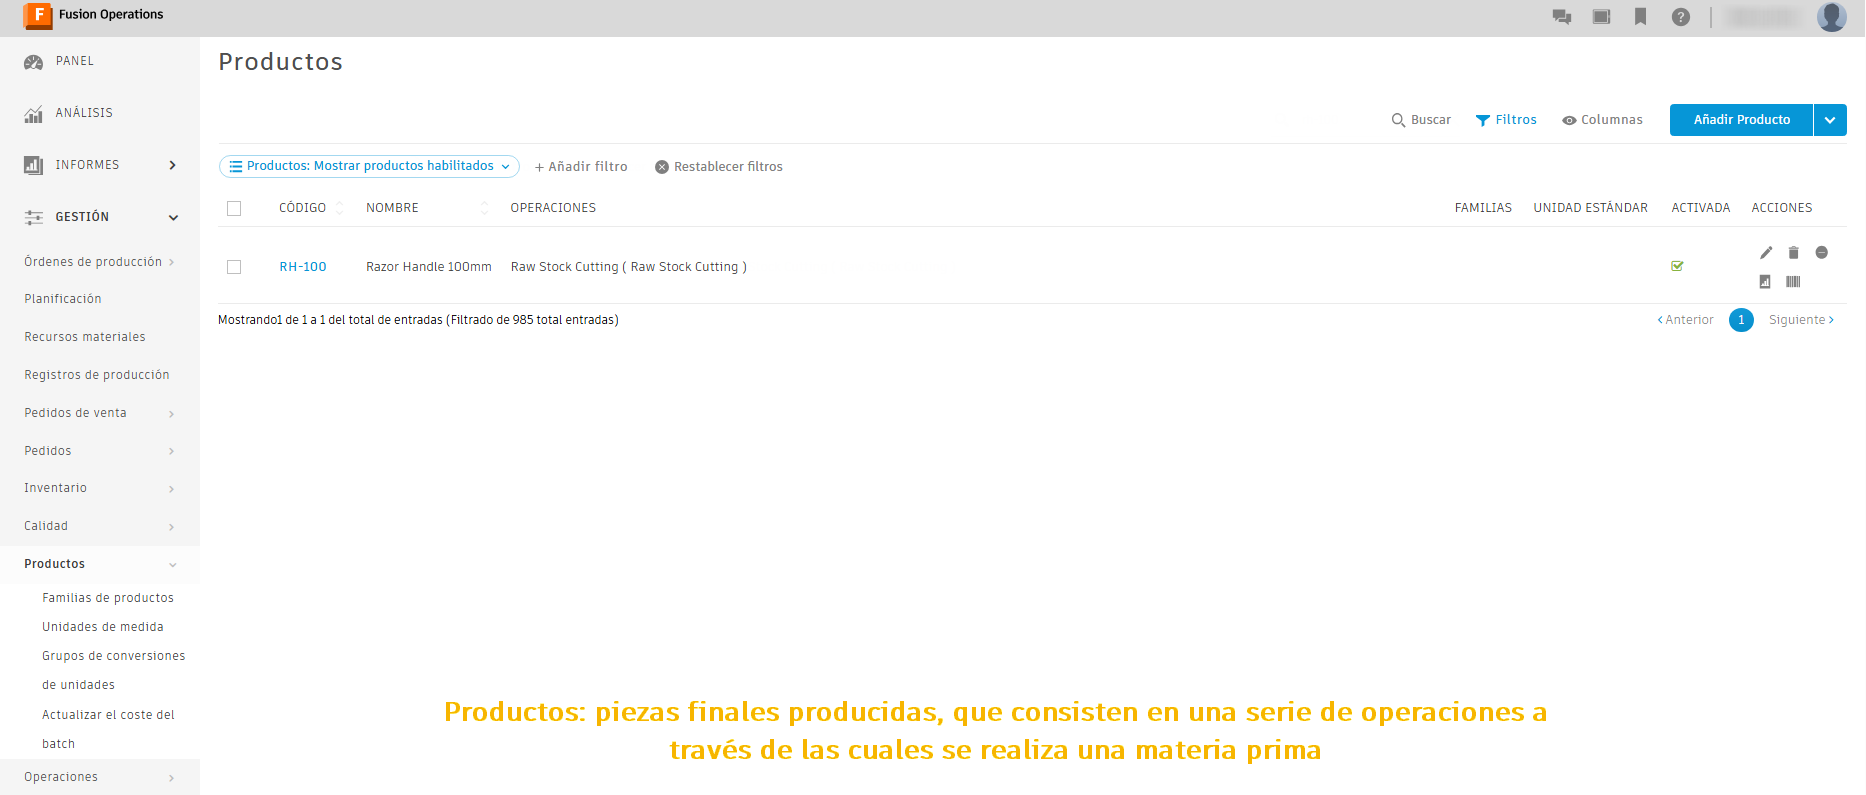 Fusion Operations
PANEL
ANÁLISIS
INFORMES
GESTIÓN
Órdenes de producción
Planificación
Recursos materiales
Registros de producción
Pedidos de venta
Pedidos
Inventario
Calidad
Productos
Familias de productos
Unidades de medida
Grupos de conversiones
de unidades
Actualizar el coste del
batch
Operaciones
Productos
Buscar Filtros Columnas Añadir Producto
Productos: Mostrar productos habilitados + Añadir filtro Restablecer filtros
CÓDIGO NOMBRE OPERACIONES FAMILIAS UNIDAD ESTÁNDAR ACTIVADA ACCIONES
RH-100 Razor Handle 100mm Raw Stock Cutting ( Raw Stock Cutting )
Mostrando1 de 1 a 1 del total de entradas (Filtrado de 985 total entradas) Anterior 1 Siguiente
Productos: piezas finales producidas, que consisten en una serie de operaciones a
través de las cuales se realiza una materia prima